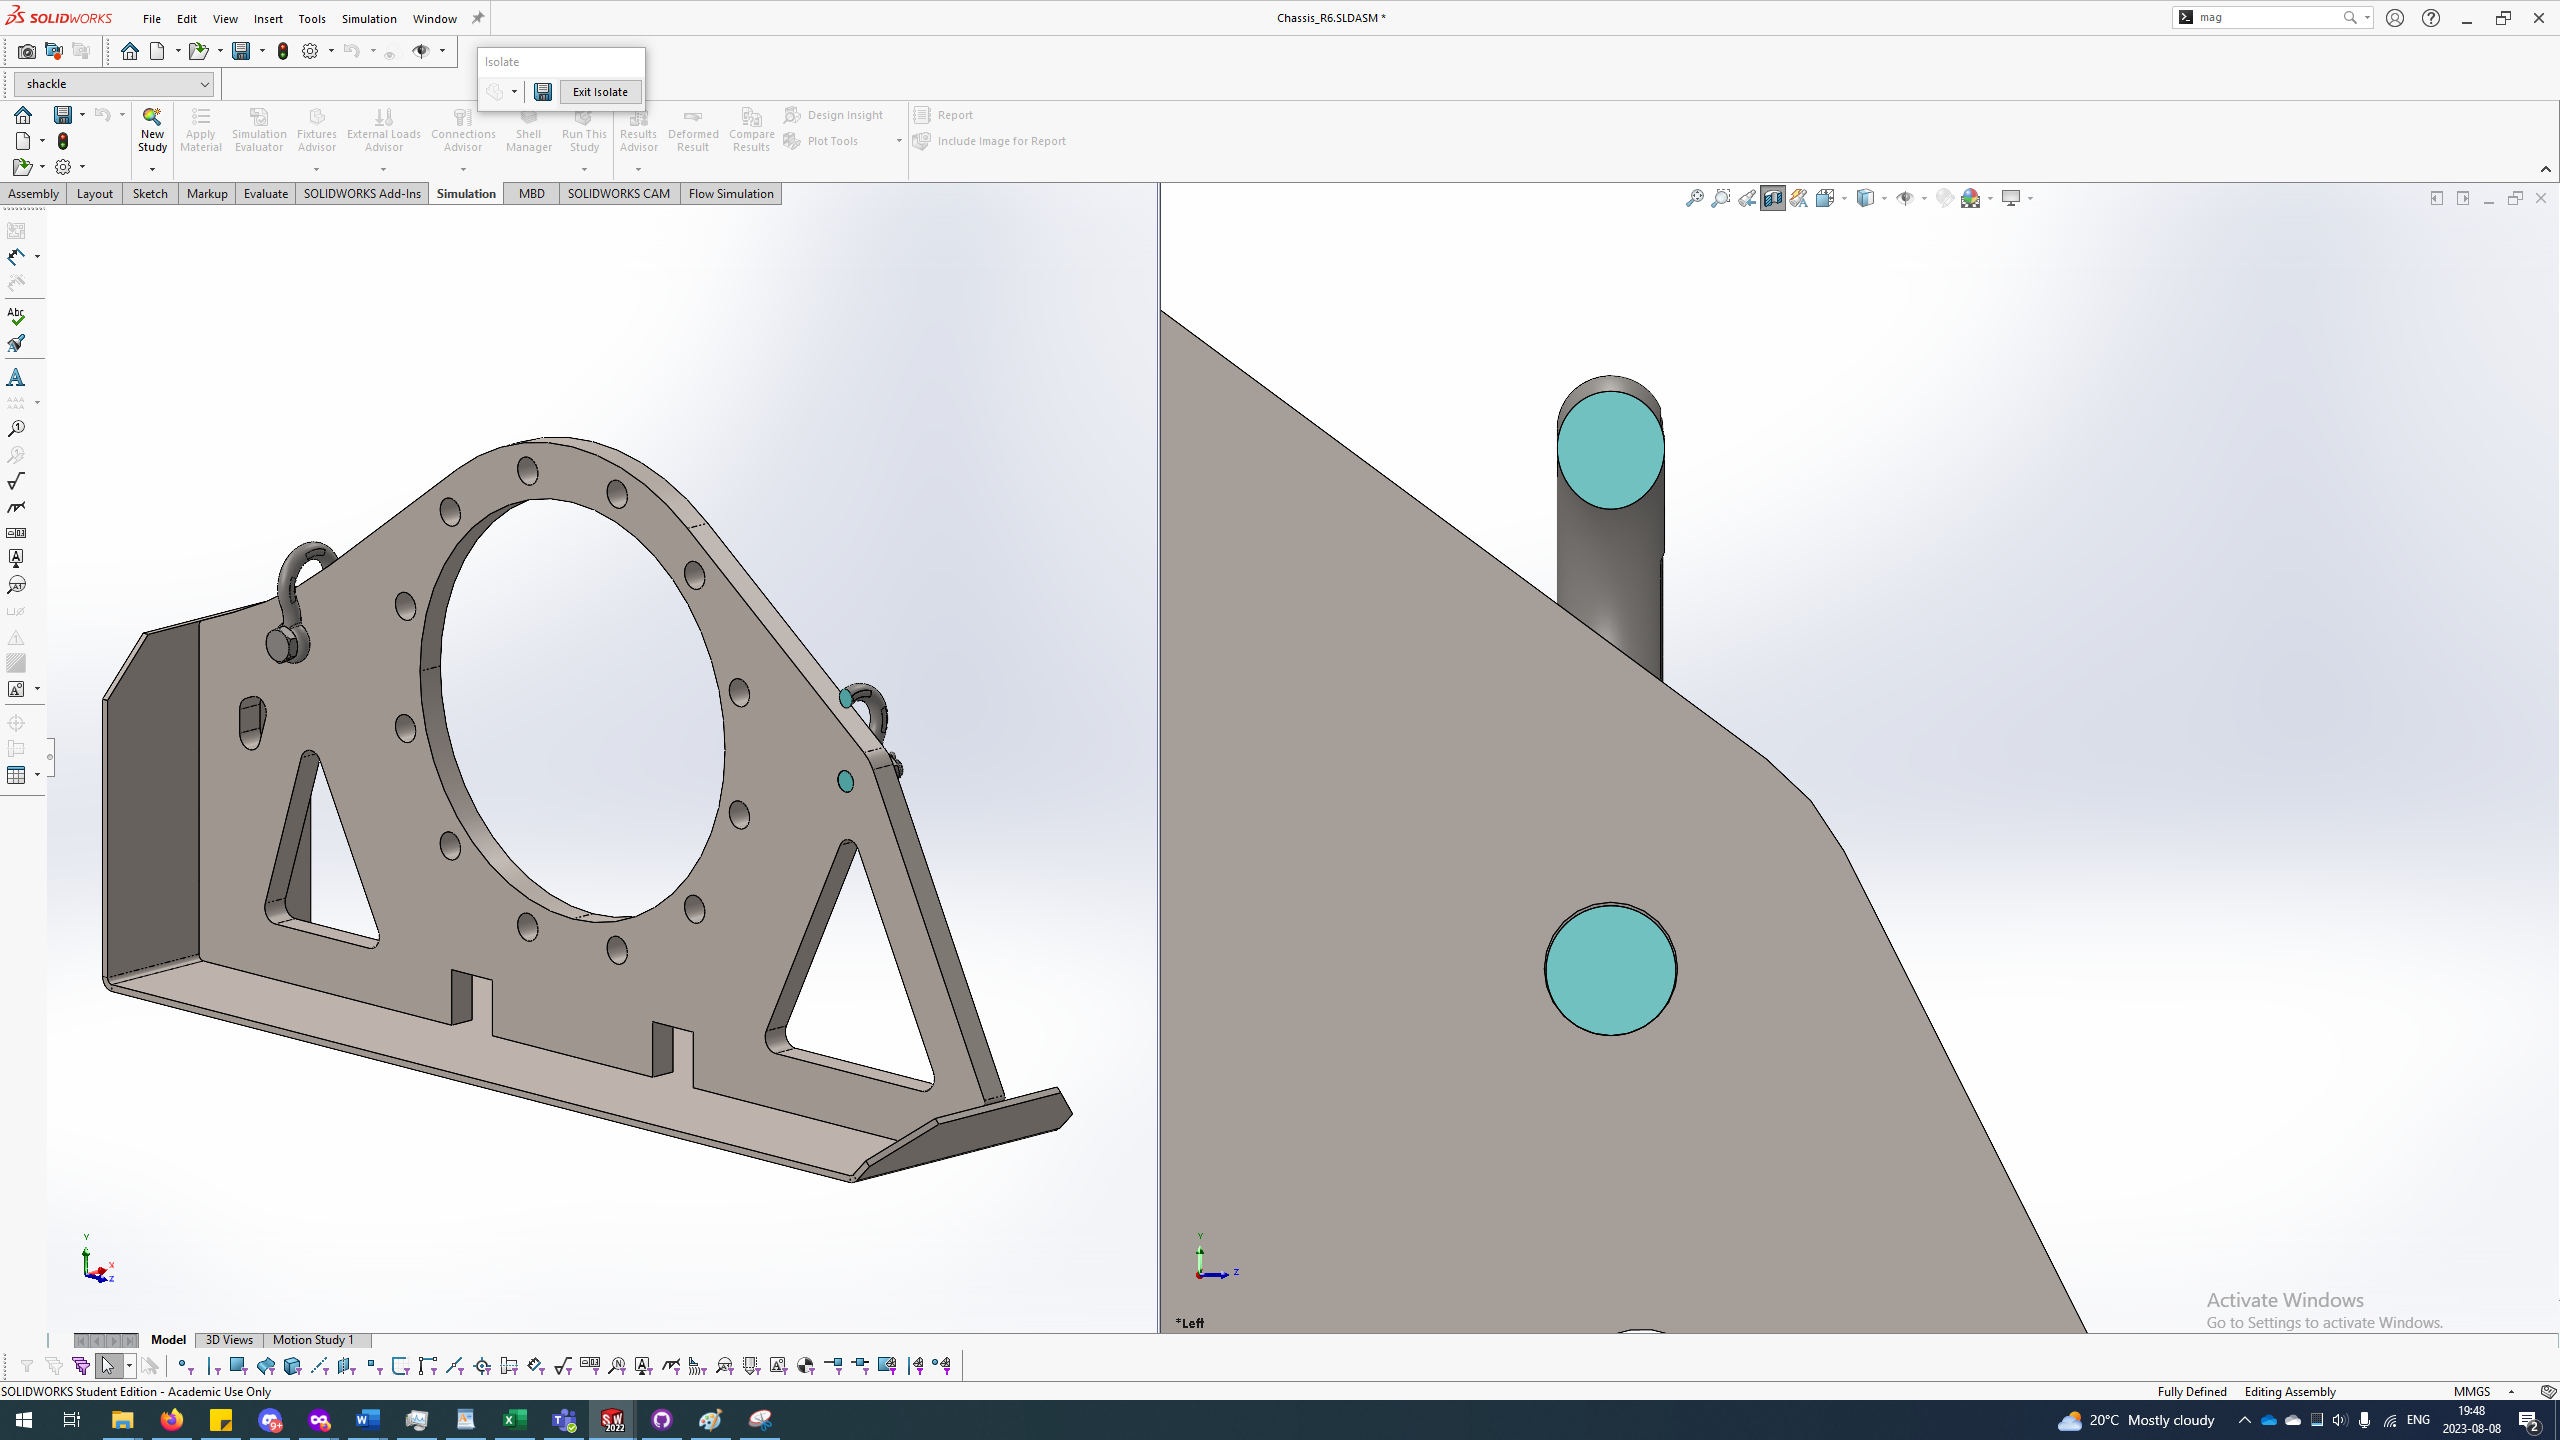 SOLIDWORKS File Edit View Insert Tools Simulation Window Chassis_R6.SLDASM * mag
Isolate
shackle
Exit Isolate
New Study
Apply Material
Simulation Evaluator
Fixtures Advisor
External Loads Advisor
Connections Advisor
Shell Manager
Run This Study
Results Advisor
Deformed Result
Compare Results
Design Insight
Plot Tools
Report
Include Image for Report
Assembly Layout Sketch Markup Evaluate SOLIDWORKS Add-Ins Simulation MBD SOLIDWORKS CAM Flow Simulation
Abc
Y
X
Z
Y
Z
*Left
Activate Windows
Go to Settings to activate Windows.
Model 3D Views Motion Study 1
SOLIDWORKS Student Edition - Academic Use Only
Fully Defined Editing Assembly MMGS
20°C Mostly cloudy ENG 19:48
2023-08-08
9+
SW 2022
2